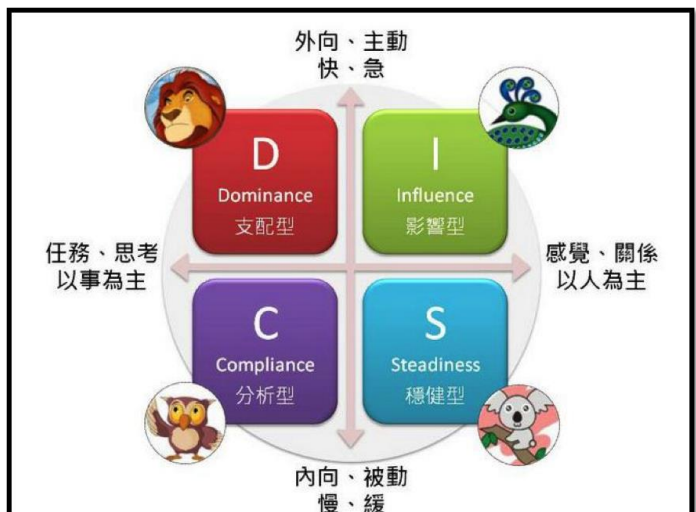 外向、主動
快、急
D
Dominance
支配型
I
Influence
影響型
任務、思考
以事為主
感覺、關係
以人為主
C
Compliance
分析型
S
Steadiness
穩健型
內向、被動
慢、緩